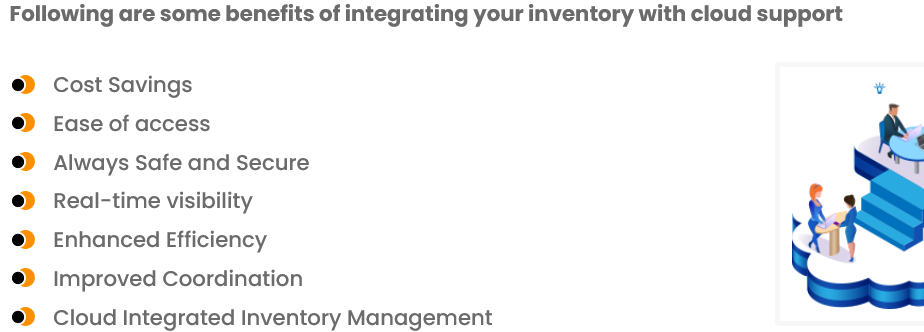 Following are some benefits of integrating your inventory with cloud support
Cost Savings
Ease of access
Always Safe and Secure
Real-time visibility
Enhanced Efficiency
Improved Coordination
Cloud Integrated Inventory Management